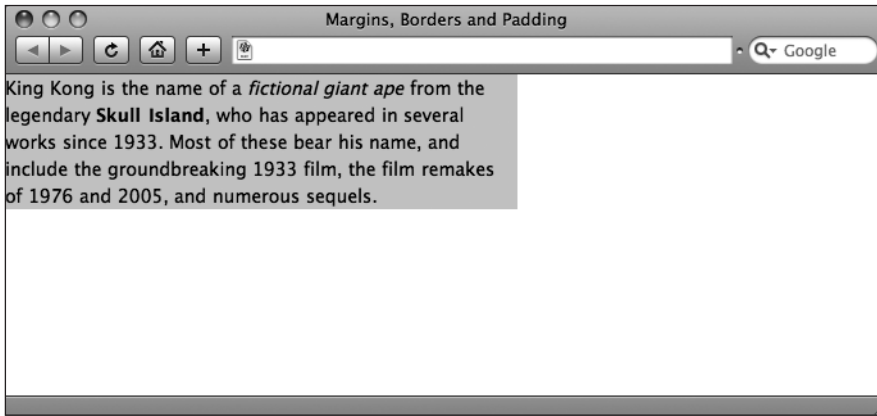 Margins, Borders and Padding
Google
King Kong is the name of a fictional giant ape from the
legendary Skull Island, who has appeared in several
works since 1933. Most of these bear his name, and
include the groundbreaking 1933 film, the film remakes
of 1976 and 2005, and numerous sequels.